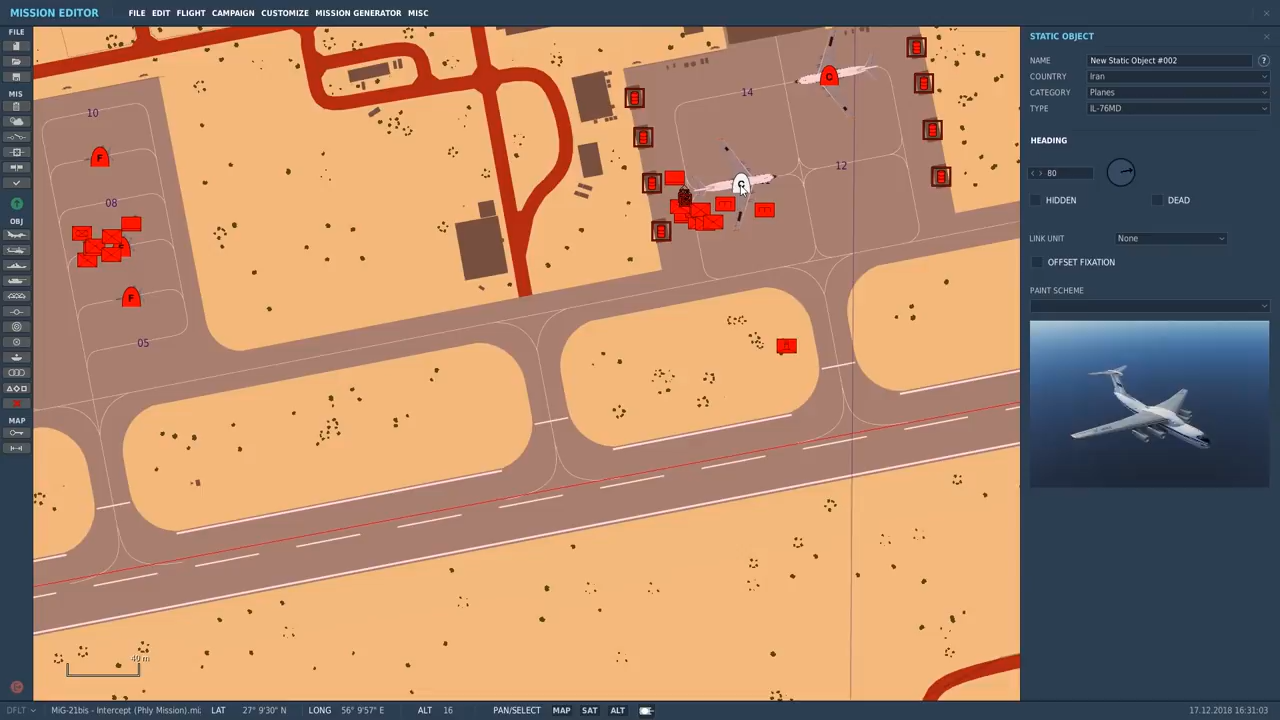 MISSION EDITOR FILE EDIT FLIGHT CAMPAIGN CUSTOMIZE MISSION GENERATOR MISC
FILE
MIS
OBJ
MAP
10
08
05
14
12
F
F
C
C
40 m
STATIC OBJECT
NAME New Static Object #002 ?
COUNTRY Iran
CATEGORY Planes
TYPE IL-76MD
HEADING
80
HIDDEN DEAD
LINK UNIT None
OFFSET FIXATION
PAINT SCHEME
DFLT MiG-21bis - Intercept (Phly Mission).mi: LAT 27° 9'30" N LONG 56° 9'57" E ALT 16 PAN/SELECT MAP SAT ALT 17.12.2018 16:31:03